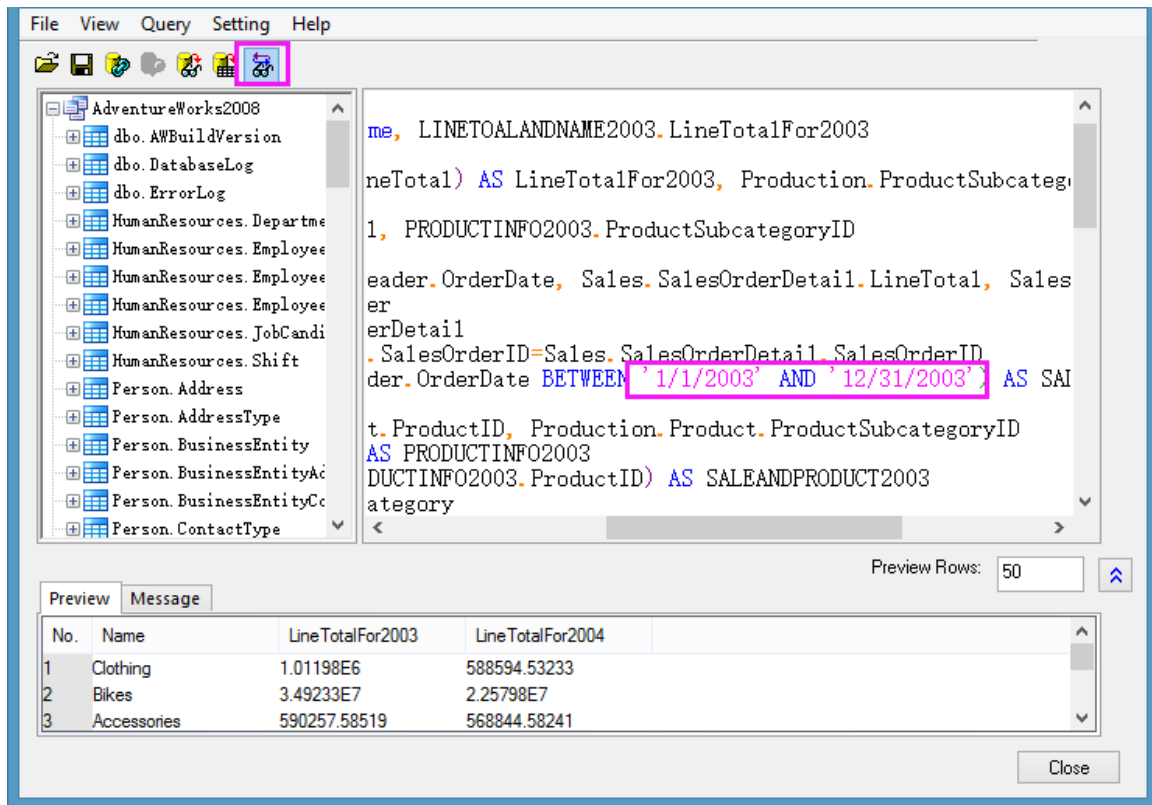 File View Query Setting Help
AdventureWorks2008
dbo.AWBuildVersion
dbo.DatabaseLog
dbo.ErrorLog
HumanResources.Departme
HumanResources.Employee
HumanResources.Employee
HumanResources.Employee
HumanResources.JobCandi
HumanResources.Shift
Person.Address
Person.AddressType
Person.BusinessEntity
Person.BusinessEntityAd
Person.BusinessEntityCo
Person.ContactType
me, LINETOALANDNAME2003.LineTotalFor2003
neTotal) AS LineTotalFor2003, Production.ProductSubcateg
1, PRODUCTINFO2003.ProductSubcategoryID
eader.OrderDate, Sales.SalesOrderDetail.LineTotal, Sales
er
erDetail
.SalesOrderID=Sales.SalesOrderDetail.SalesOrderID
der.OrderDate BETWEEN '1/1/2003' AND '12/31/2003') AS SAL
t.ProductID, Production.Product.ProductSubcategoryID
AS PRODUCTINFO2003
DUCTINFO2003.ProductID) AS SALEANDPRODUCT2003
ategory
Preview Rows: 50
Preview Message
No. Name LineTotalFor2003 LineTotalFor2004
1 Clothing 1.01198E6 588594.53233
2 Bikes 3.49233E7 2.25798E7
3 Accessories 590257.58519 568844.58241
Close